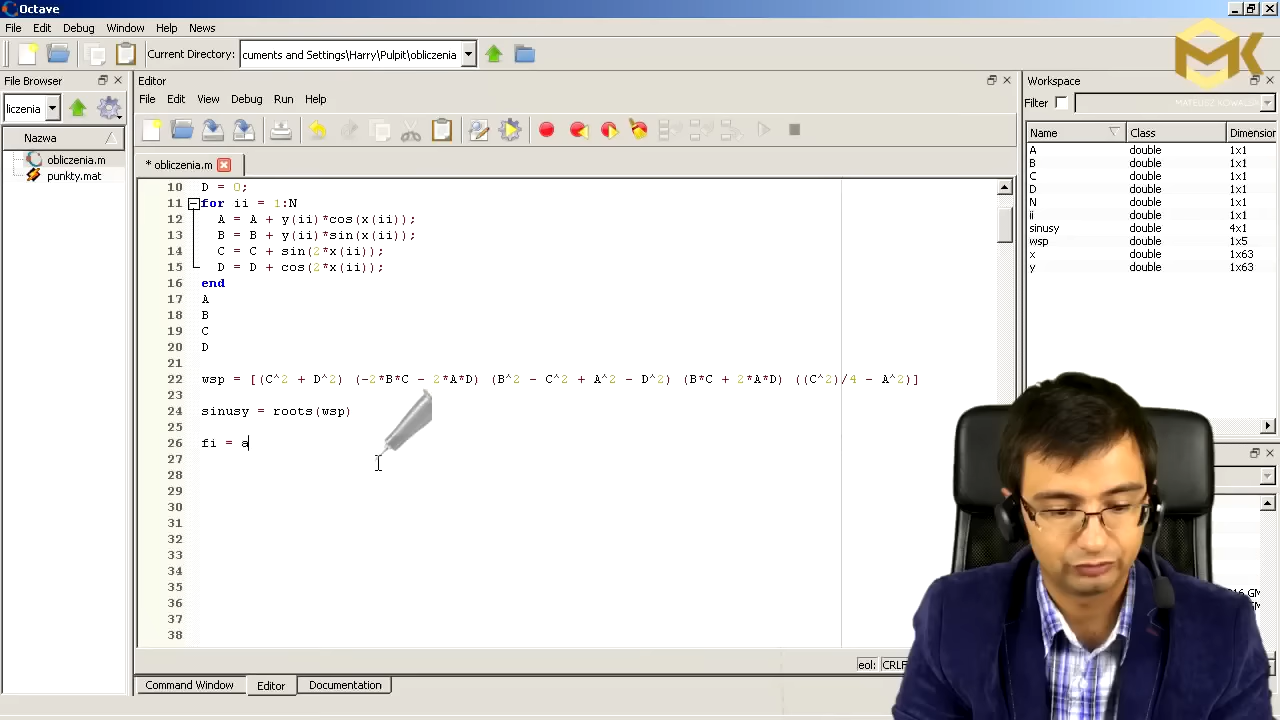 Octave
File Edit Debug Window Help News
Current Directory: cuments and Settings\Harry\Pulpit\obliczenia
MK
MATEUSZ KOWALSKI
File Browser
liczenia
Nazwa
obliczenia.m
punkty.mat
Editor
File Edit View Debug Run Help
* obliczenia.m
10 D = 0;
11 for ii = 1:N
12 A = A + y(ii)*cos(x(ii));
13 B = B + y(ii)*sin(x(ii));
14 C = C + sin(2*x(ii));
15 D = D + cos(2*x(ii));
16 end
17 A
18 B
19 C
20 D
21
22 wsp = [(C^2 + D^2) (-2*B*C - 2*A*D) (B^2 - C^2 + A^2 - D^2) (B*C + 2*A*D) ((C^2)/4 - A^2)]
23
24 sinusy = roots(wsp)
25
26 fi = a
27
28
29
30
31
32
33
34
35
36
37
38
eol: CRLF
Command Window Editor Documentation
Workspace
Filter
Name Class Dimension
A double 1x1
B double 1x1
C double 1x1
D double 1x1
N double 1x1
ii double 1x1
sinusy double 4x1
wsp double 1x5
x double 1x63
y double 1x63